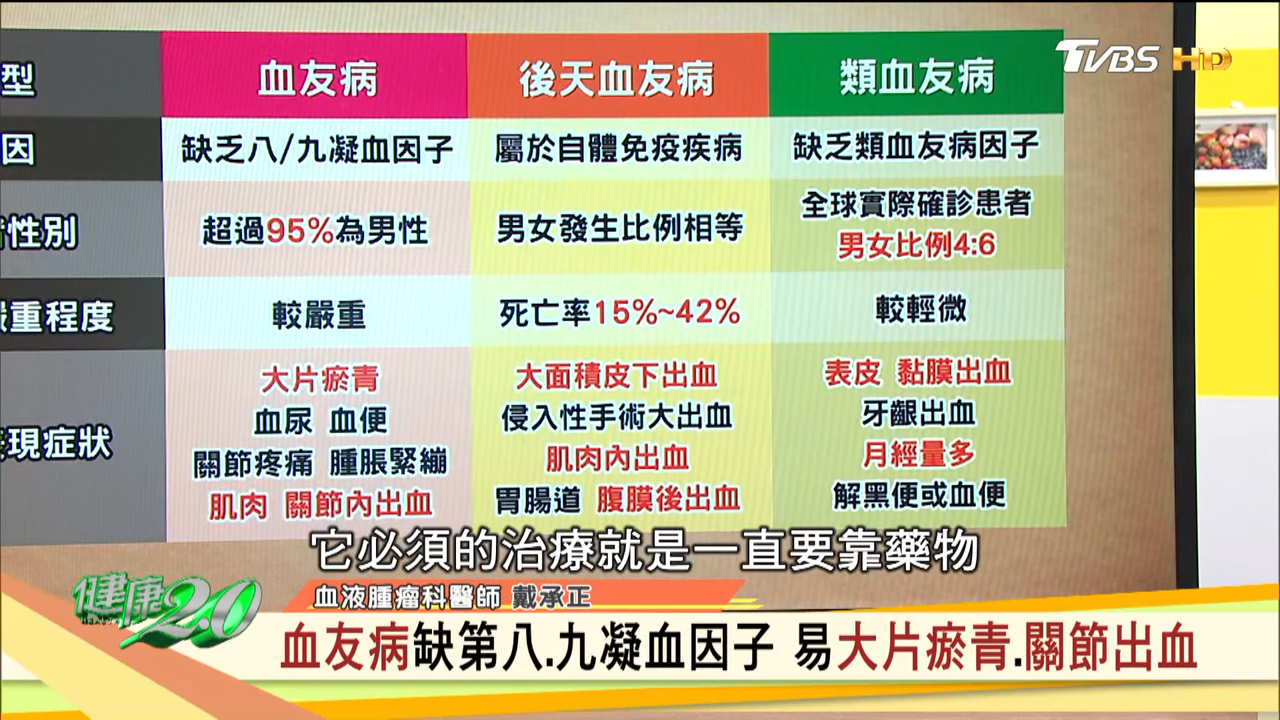 TVBS HD
型 血友病 後天血友病 類血友病
因 缺乏八/九凝血因子 屬於自體免疫疾病 缺乏類血友病因子
性別 超過95%為男性 男女發生比例相等 全球實際確診患者
男女比例4:6
重程度 較嚴重 死亡率15%~42% 較輕微
現症狀
大片瘀青
血尿 血便
關節疼痛 腫脹緊繃
肌肉 關節內出血
大面積皮下出血
侵入性手術大出血
肌肉內出血
胃腸道 腹膜後出血
表皮 黏膜出血
牙齦出血
月經量多
解黑便或血便
它必須的治療就是一直要靠藥物
健康2.0
血液腫瘤科醫師 戴承正
血友病缺第八.九凝血因子 易大片瘀青.關節出血